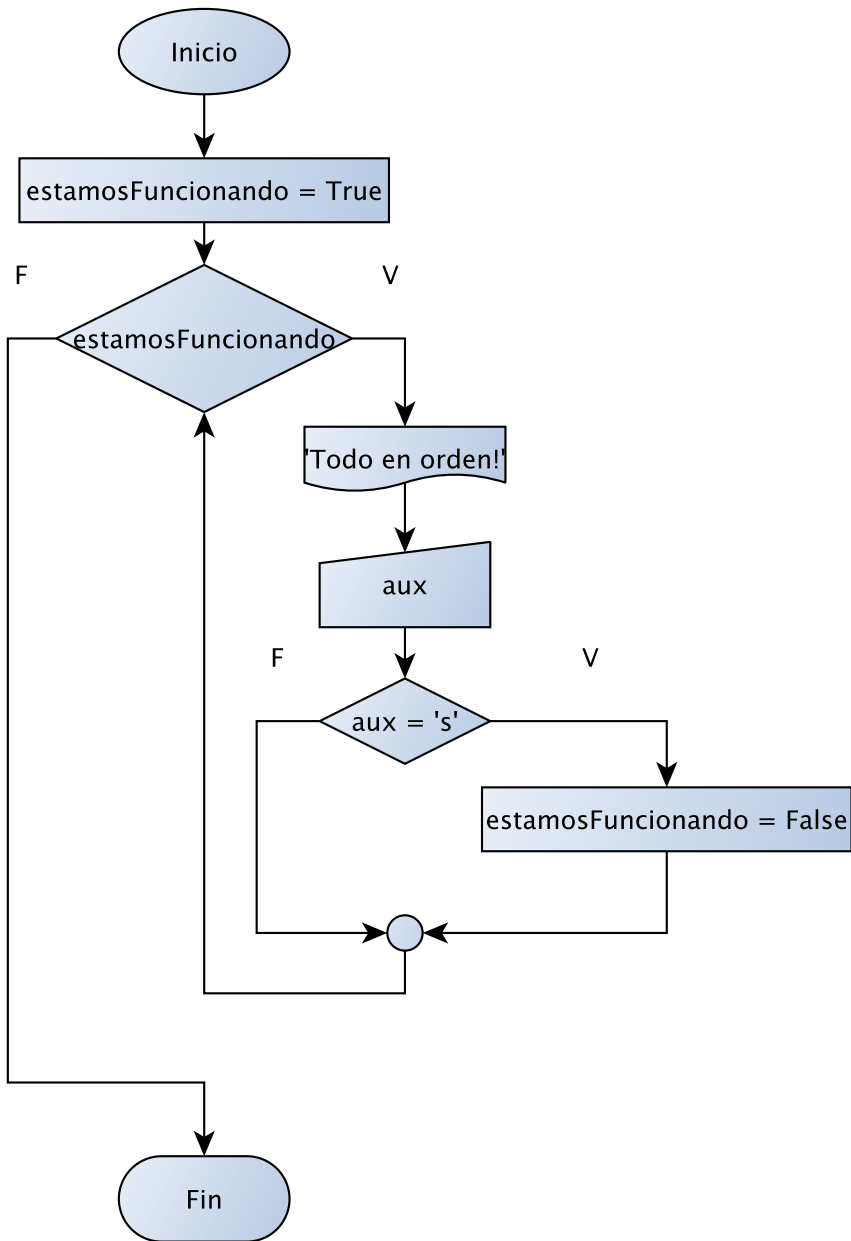 Inicio
estamosFuncionando = True
F
V
estamosFuncionando
'Todo en orden!'
aux
F
V
aux = 's'
estamosFuncionando = False
Fin